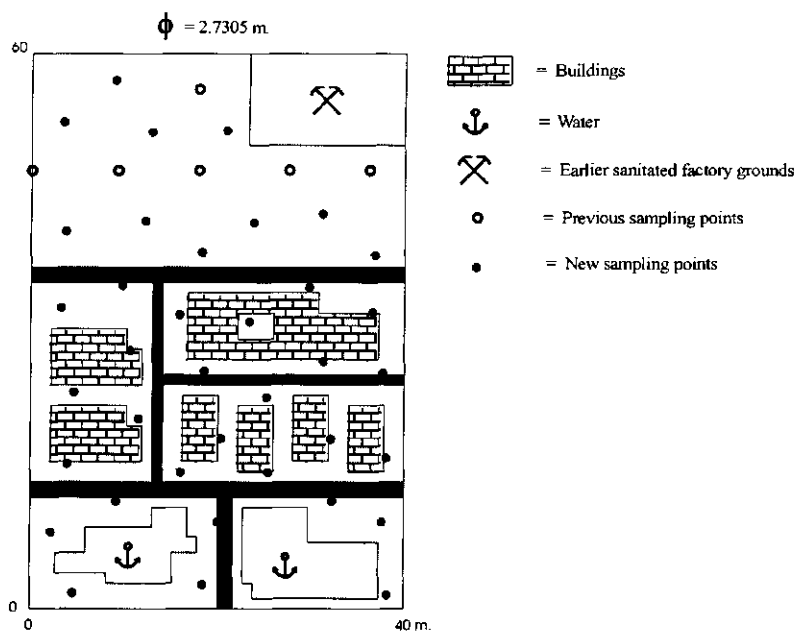 ϕ = 2.7305 m.
60
= Buildings
= Water
= Earlier sanitated factory grounds
= Previous sampling points
= New sampling points
0
0
40 m.